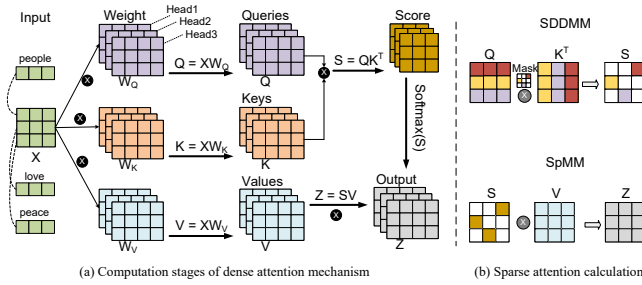 Input
Weight
Head1
Head2
Head3
Queries
Score
people
W_Q
Q = XW_Q
Q
S = QK^T
X
X
X
X
Keys
Softmax(S)
X
W_K
K = XW_K
K
love
Values
Output
Z = SV
X
peace
W_V
V = XW_V
V
Z
(a) Computation stages of dense attention mechanism
SDDMM
Q
Mask
K^T
S
X
SpMM
S
V
Z
X
(b) Sparse attention calculation